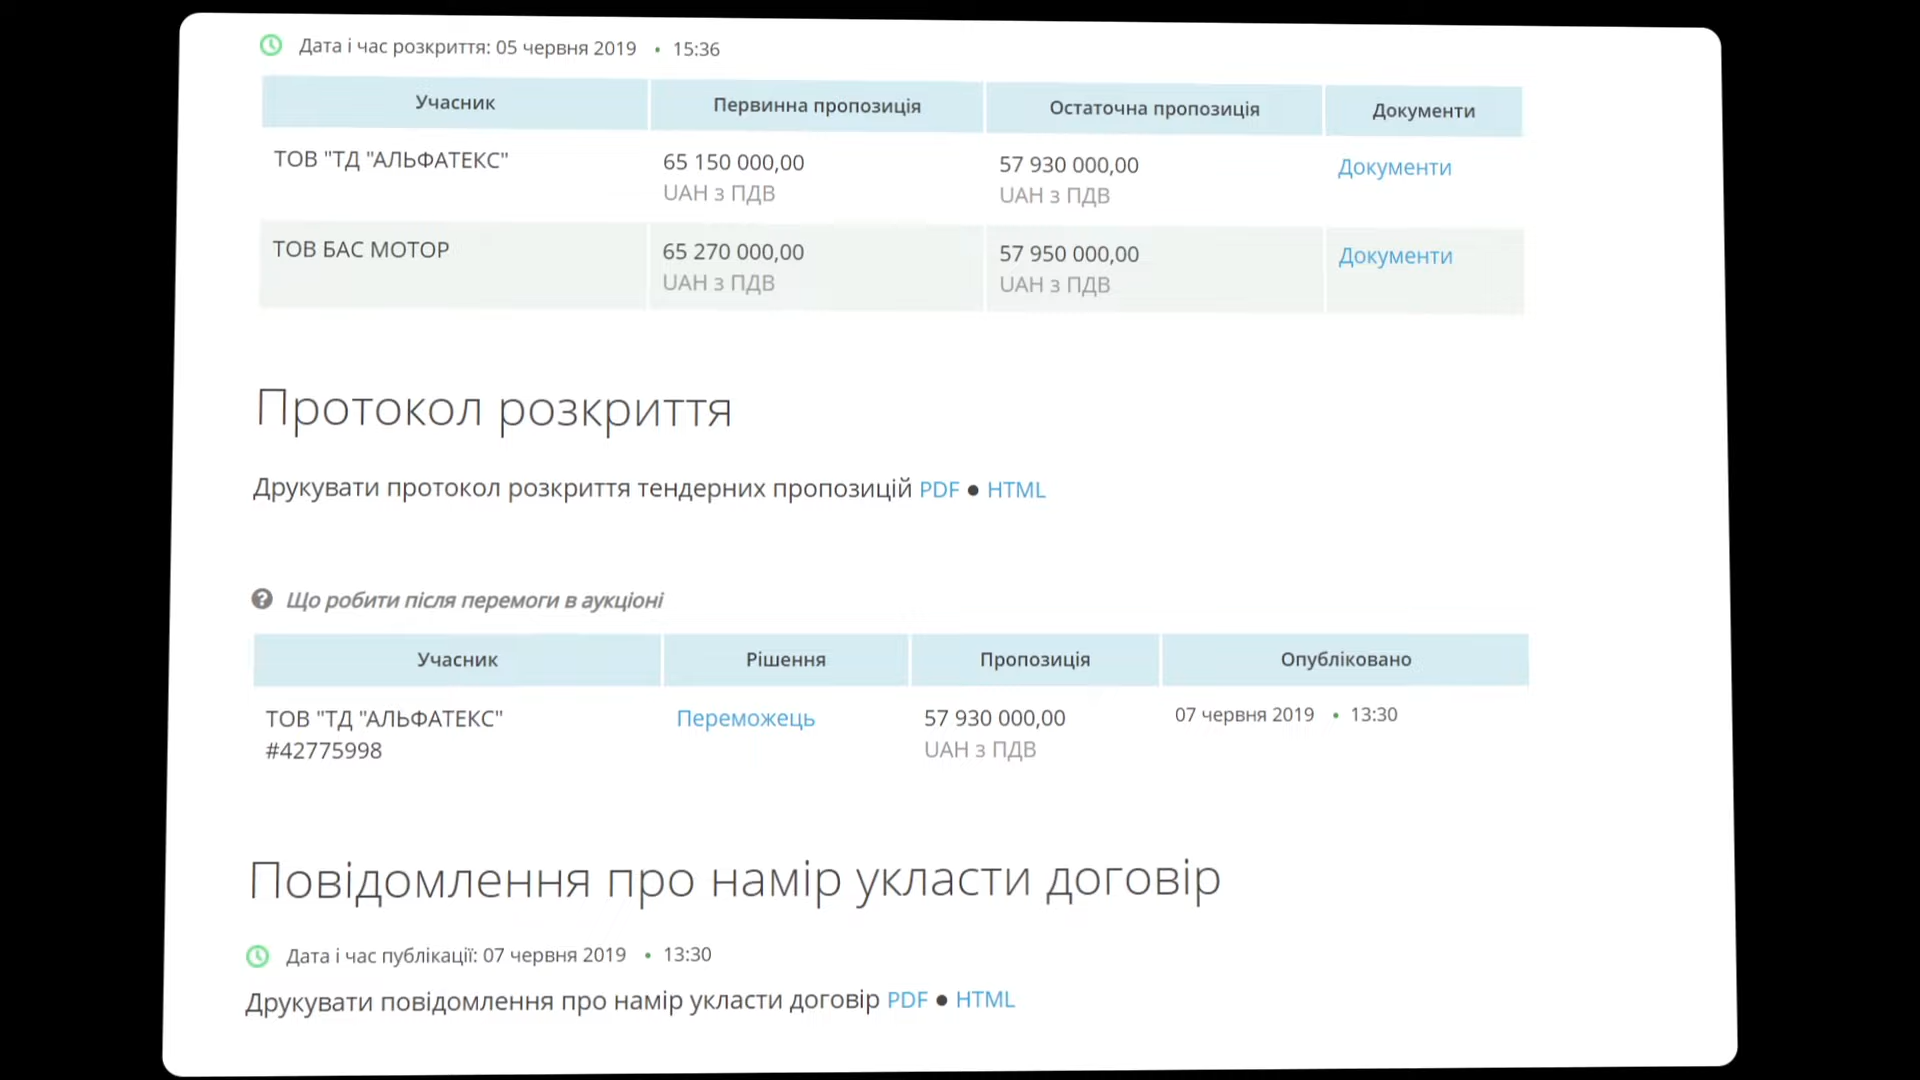 Дата і час розкриття: 05 червня 2019 • 15:36
Учасник Первинна пропозиція Остаточна пропозиція Документи
ТОВ "ТД "АЛЬФАТЕКС" 65 150 000,00 57 930 000,00 Документи
UAH з ПДВ UAH з ПДВ
ТОВ БАС МОТОР 65 270 000,00 57 950 000,00 Документи
UAH з ПДВ UAH з ПДВ
Протокол розкриття
Друкувати протокол розкриття тендерних пропозицій PDF ● HTML
Що робити після перемоги в аукціоні
Учасник Рішення Пропозиція Опубліковано
ТОВ "ТД "АЛЬФАТЕКС" Переможець 57 930 000,00 07 червня 2019 • 13:30
#42775998 UAH з ПДВ
Повідомлення про намір укласти договір
Дата і час публікації: 07 червня 2019 • 13:30
Друкувати повідомлення про намір укласти договір PDF ● HTML